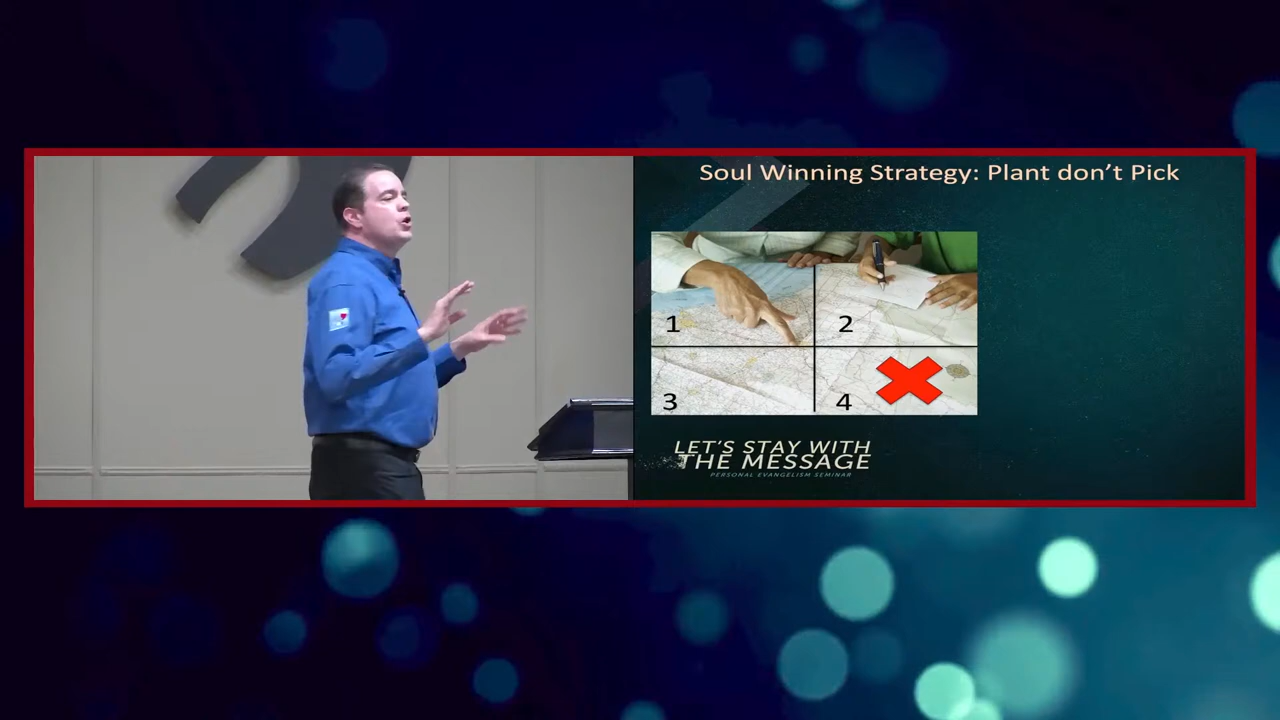 Soul Winning Strategy: Plant don’t Pick
1
2
3
4
LET’S STAY WITH
THE MESSAGE
PERSONAL EVANGELISM SEMINAR